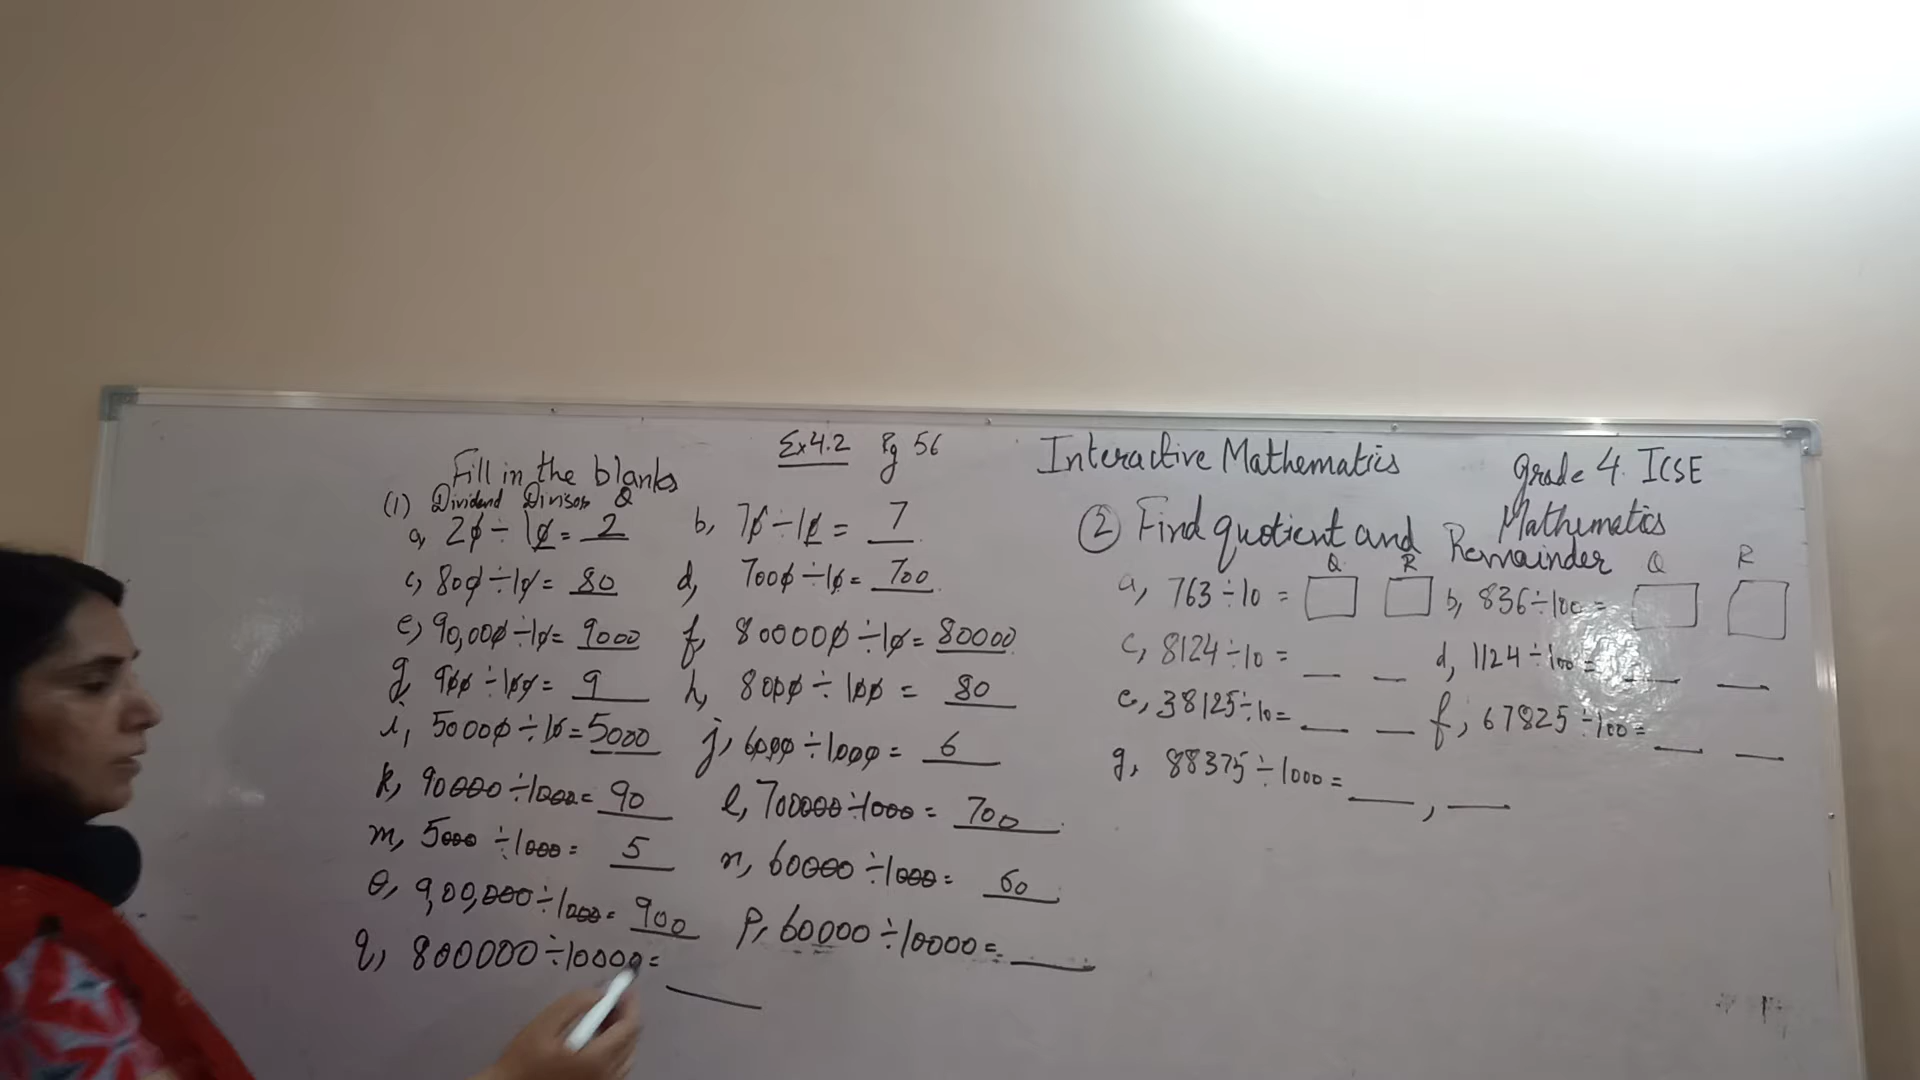 Ex 4.2 Pg 56
Interactive Mathematics
Grade 4 ICSE
Mathematics
Fill in the blanks
(1) Dividend Divisor Q
a, 20 ÷ 10 = 2
b, 70 ÷ 10 = 7
c, 800 ÷ 10 = 80
d, 7000 ÷ 10 = 700
e, 90,000 ÷ 10 = 9000
f, 800000 ÷ 10 = 80000
g, 900 ÷ 100 = 9
h, 8000 ÷ 100 = 80
i, 50000 ÷ 10 = 5000
j, 6000 ÷ 1000 = 6
k, 90000 ÷ 1000 = 90
l, 700000 ÷ 1000 = 700
m, 5000 ÷ 1000 = 5
n, 60000 ÷ 1000 = 60
o, 9,00,000 ÷ 1000 = 900
p, 60000 ÷ 10000 =
q, 800000 ÷ 10000 =
② Find quotient and Remainder
Q R Q R
a, 763 ÷ 10 =
b, 836 ÷ 100 =
c, 8124 ÷ 10 =
d, 1124 ÷ 100 =
e, 38125 ÷ 10 =
f, 67825 ÷ 100 =
g, 88375 ÷ 1000 = ,